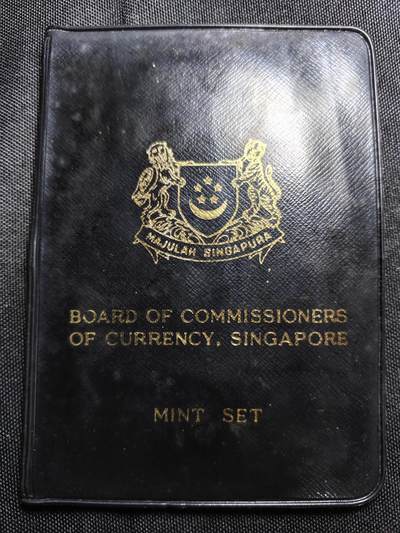 MAJULAH SINGAPURA
BOARD OF COMMISSIONERS
OF CURRENCY, SINGAPORE
MINT SET